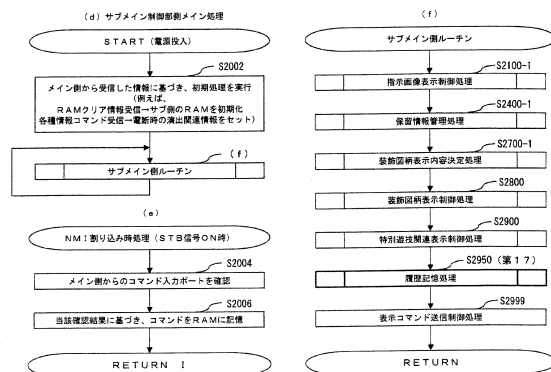 (d) サブメイン制御部側メイン処理
START(電源投入)
S2002
メイン側から受信した情報に基づき、初期処理を実行
(例えば、
RAMクリア情報受信→サブ側のRAMを初期化
各種情報コマンド受信→電断時の演出関連情報をセット)
(f)
サブメイン側ルーチン
(e)
NMI割り込み時処理(STB信号ON時)
S2004
メイン側からのコマンド入力ポートを確認
S2006
当該確認結果に基づき、コマンドをRAMに記憶
RETURN I
(f)
サブメイン側ルーチン
S2100-1
指示画像表示制御処理
S2400-1
保留情報管理処理
S2700-1
装飾図柄表示内容決定処理
S2800
装飾図柄表示制御処理
S2900
特別遊技関連表示制御処理
S2950(第17)
履歴記憶処理
S2999
表示コマンド送信制御処理
RETURN